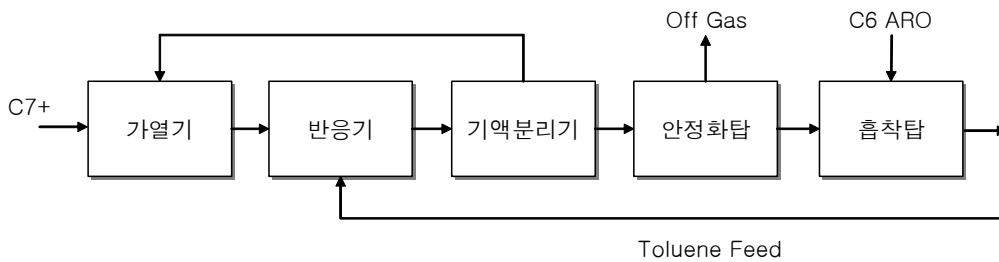 Off Gas
C6 ARO
C7+
가열기
반응기
기액분리기
안정화탑
흡착탑
Toluene Feed